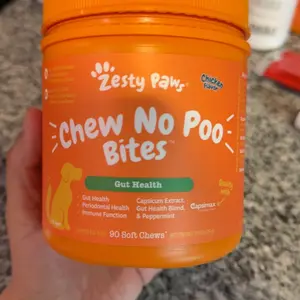 Zesty Paws
Chicken
Flavor
Chew No Poo
Bites™
Gut Health
Gut Health
Periodontal Health
Immune Function
Capsicum Extract,
Gut Health Blend,
& Peppermint
Capsimax
90 Soft Chews